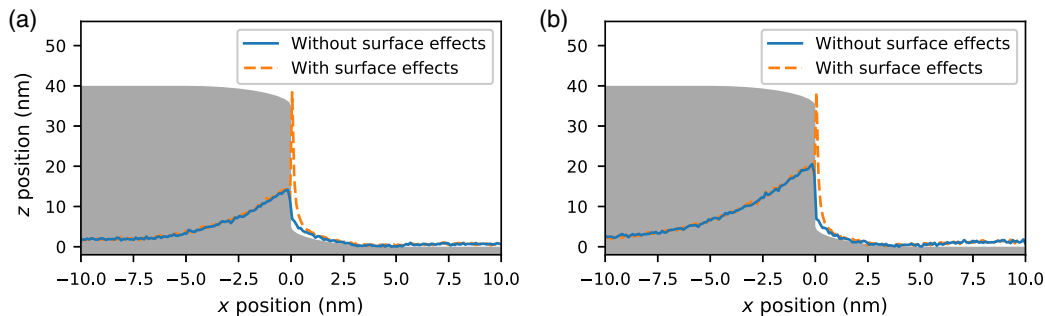 (a)
50
40
30
20
10
0
z position (nm)
Without surface effects
With surface effects
−10.0 −7.5 −5.0 −2.5 0.0 2.5 5.0 7.5 10.0
x position (nm)
(b)
50
40
30
20
10
0
Without surface effects
With surface effects
−10.0 −7.5 −5.0 −2.5 0.0 2.5 5.0 7.5 10.0
x position (nm)